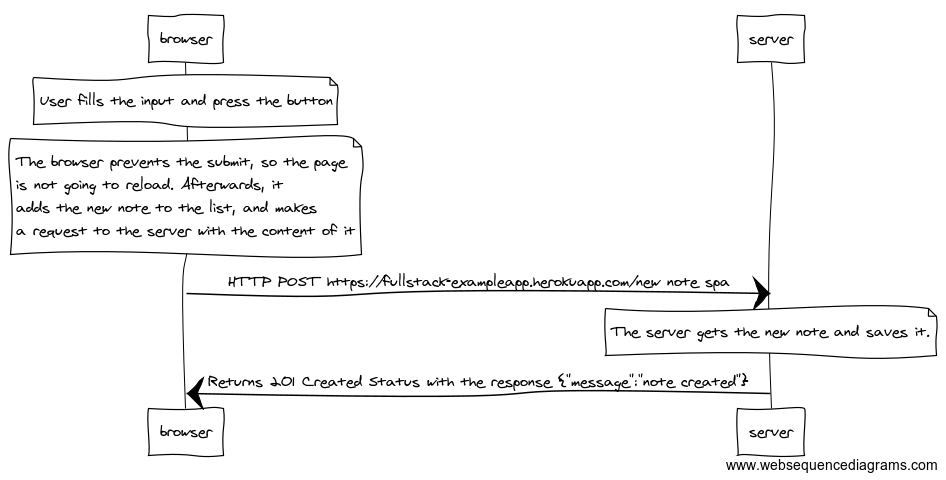 browser
server
User fills the input and press the button
The browser prevents the submit, so the page
is not going to reload. Afterwards, it
adds the new note to the list, and makes
a request to the server with the content of it
HTTP POST https://fullstack-exampleapp.herokuapp.com/new note spa
The server gets the new note and saves it.
Returns 201 Created Status with the response {"message":"note created"}
browser
server
www.websequencediagrams.com